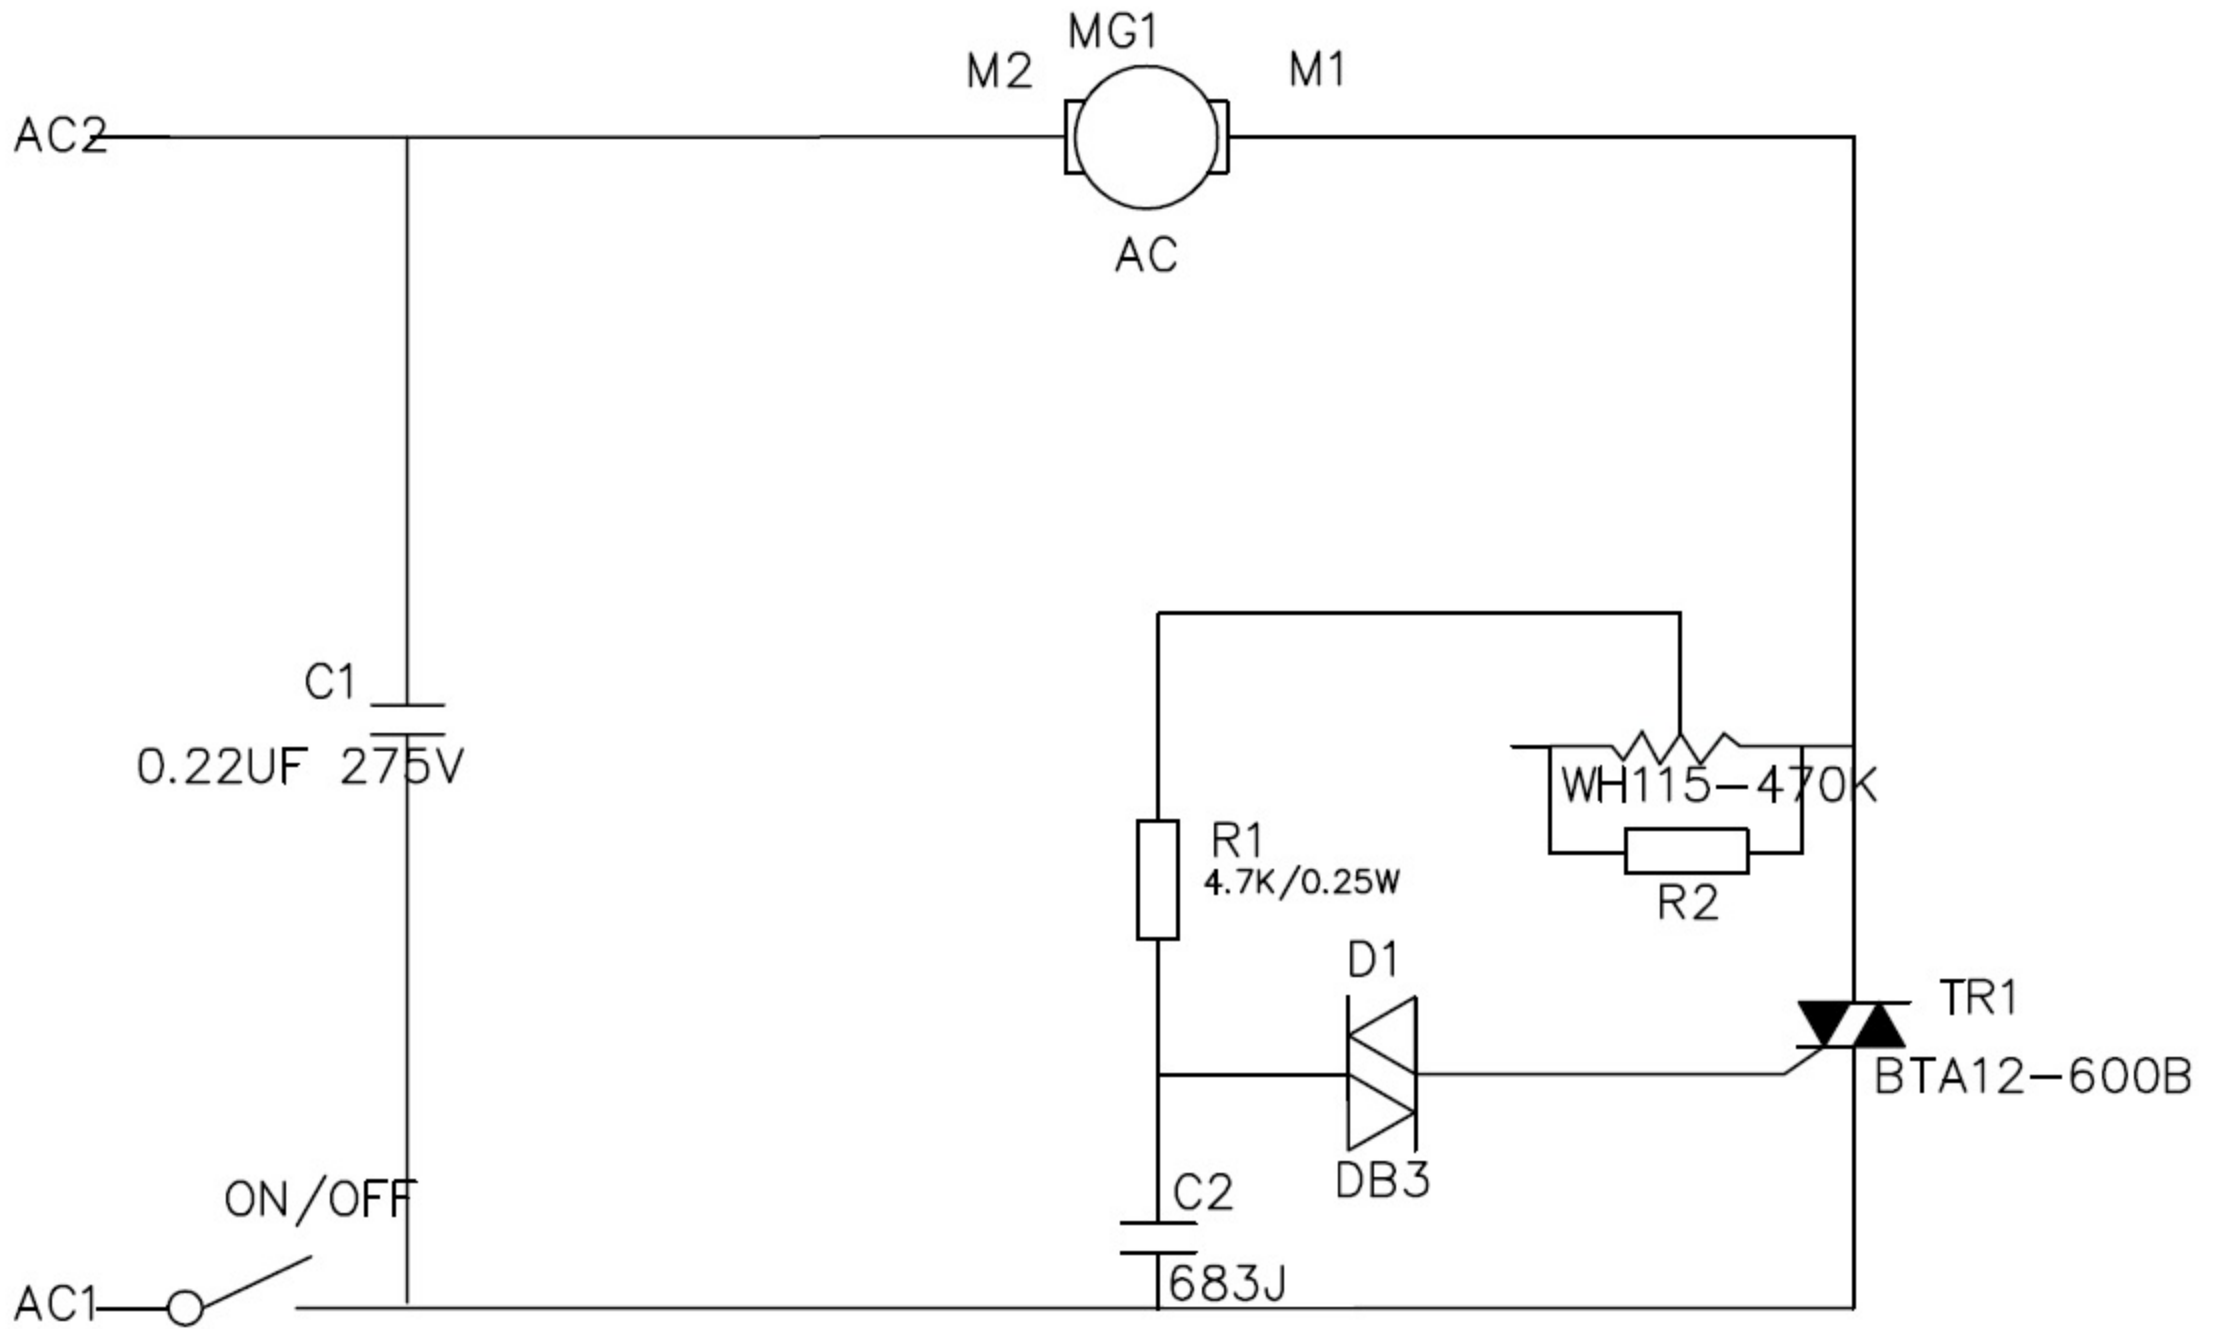 MG1
M2
M1
AC2
AC
C1
0.22UF 275V
WH115-470K
R1
4.7K/0.25W
R2
D1
TR1
BTA12-600B
DB3
C2
683J
ON/OFF
AC1